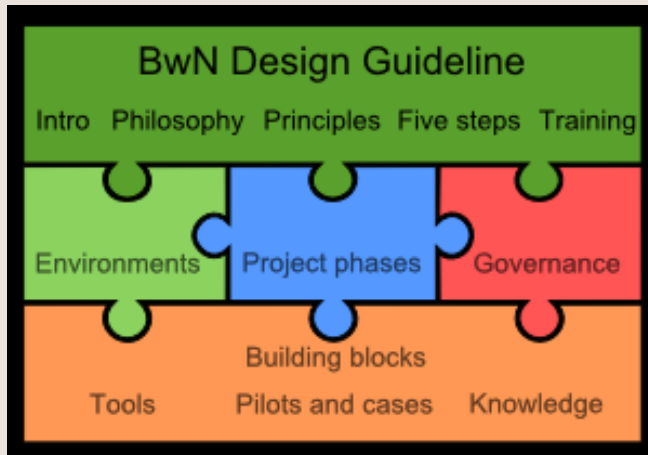 BwN Design Guideline
Intro Philosophy Principles Five steps Training
Environments Project phases Governance
Building blocks
Tools Pilots and cases Knowledge